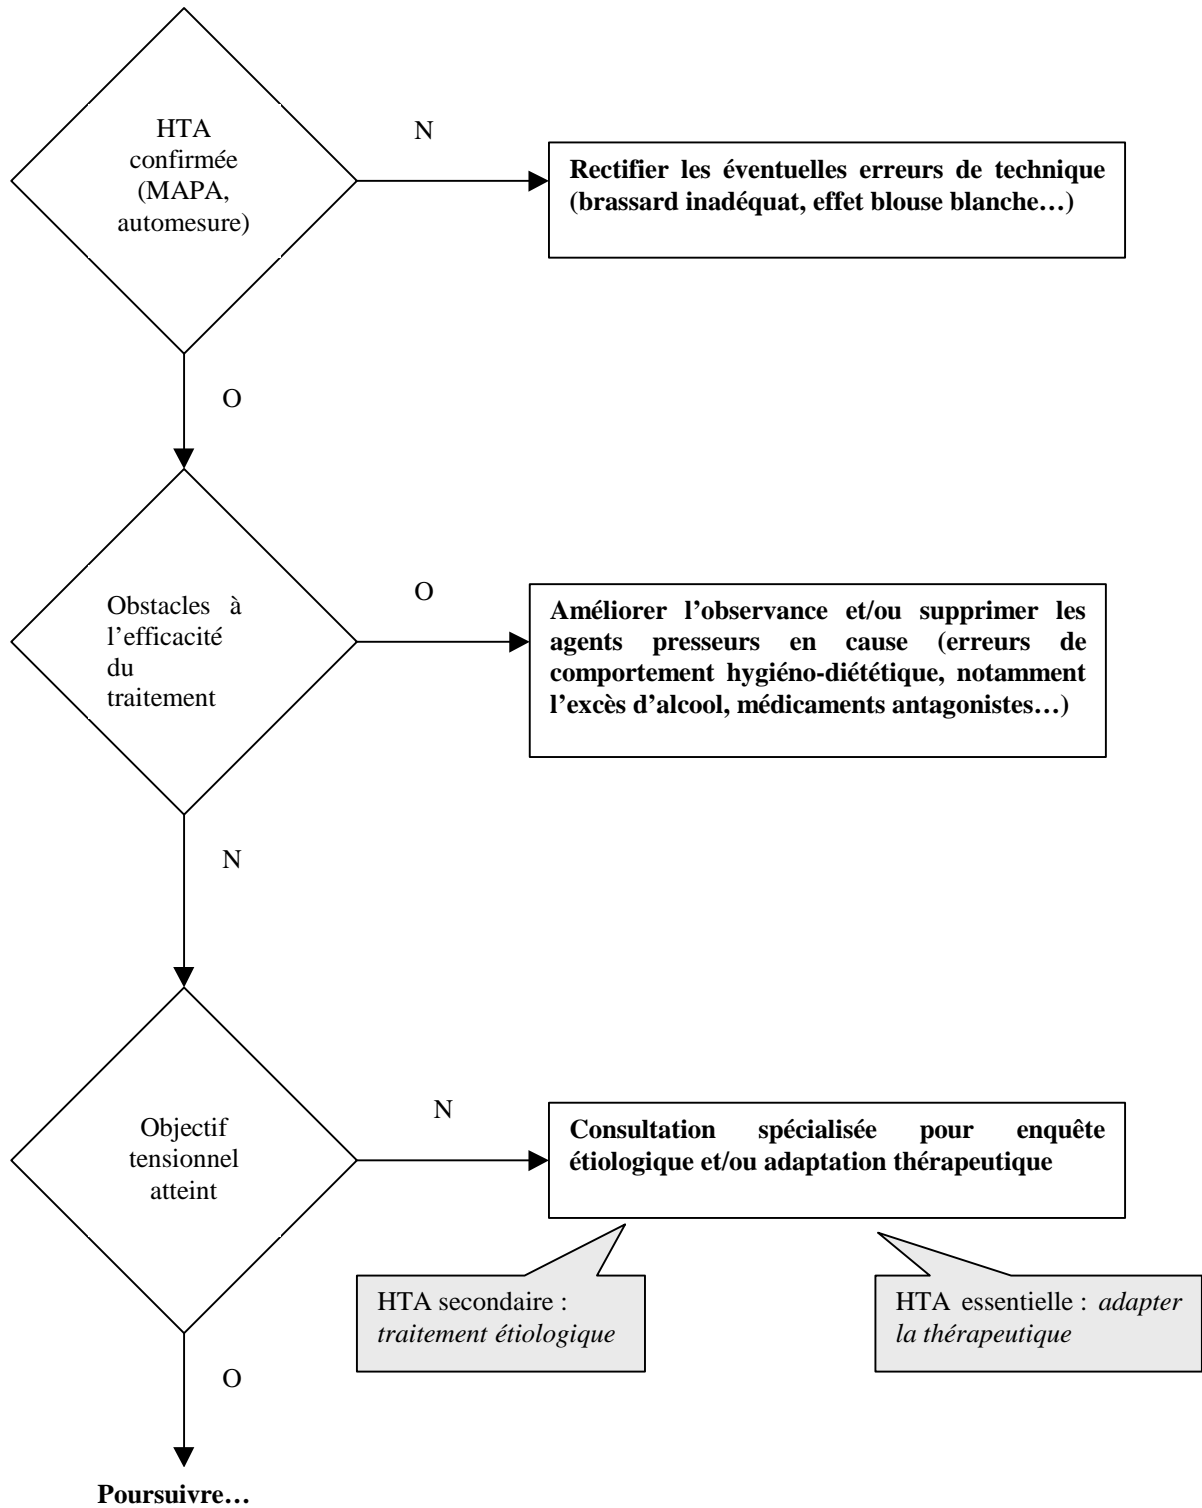 HTA
confirmée
(MAPA,
automesure)
N
Rectifier les éventuelles erreurs de technique
(brassard inadéquat, effet blouse blanche…)
O
Obstacles à
l’efficacité
du
traitement
O
Améliorer l’observance et/ou supprimer les
agents presseurs en cause (erreurs de
comportement hygiéno-diététique, notamment
l’excès d’alcool, médicaments antagonistes…)
N
Objectif
tensionnel
atteint
N
Consultation spécialisée pour enquête
étiologique et/ou adaptation thérapeutique
HTA secondaire :
traitement étiologique
HTA essentielle : adapter
la thérapeutique
O
Poursuivre…